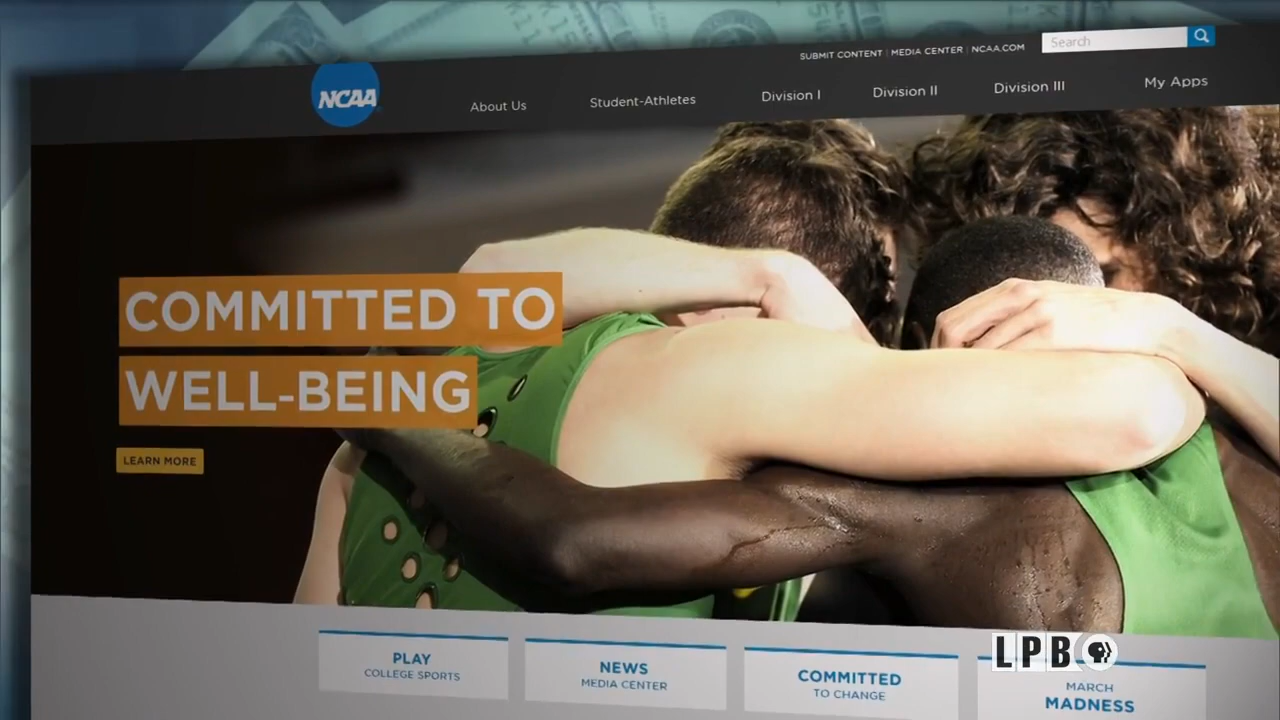 SUBMIT CONTENT | MEDIA CENTER | NCAA.COM
Search
NCAA
About Us
Student-Athletes
Division I
Division II
Division III
My Apps
COMMITTED TO
WELL-BEING
LEARN MORE
PLAY
COLLEGE SPORTS
NEWS
MEDIA CENTER
COMMITTED
TO CHANGE
MARCH
MADNESS
LPB